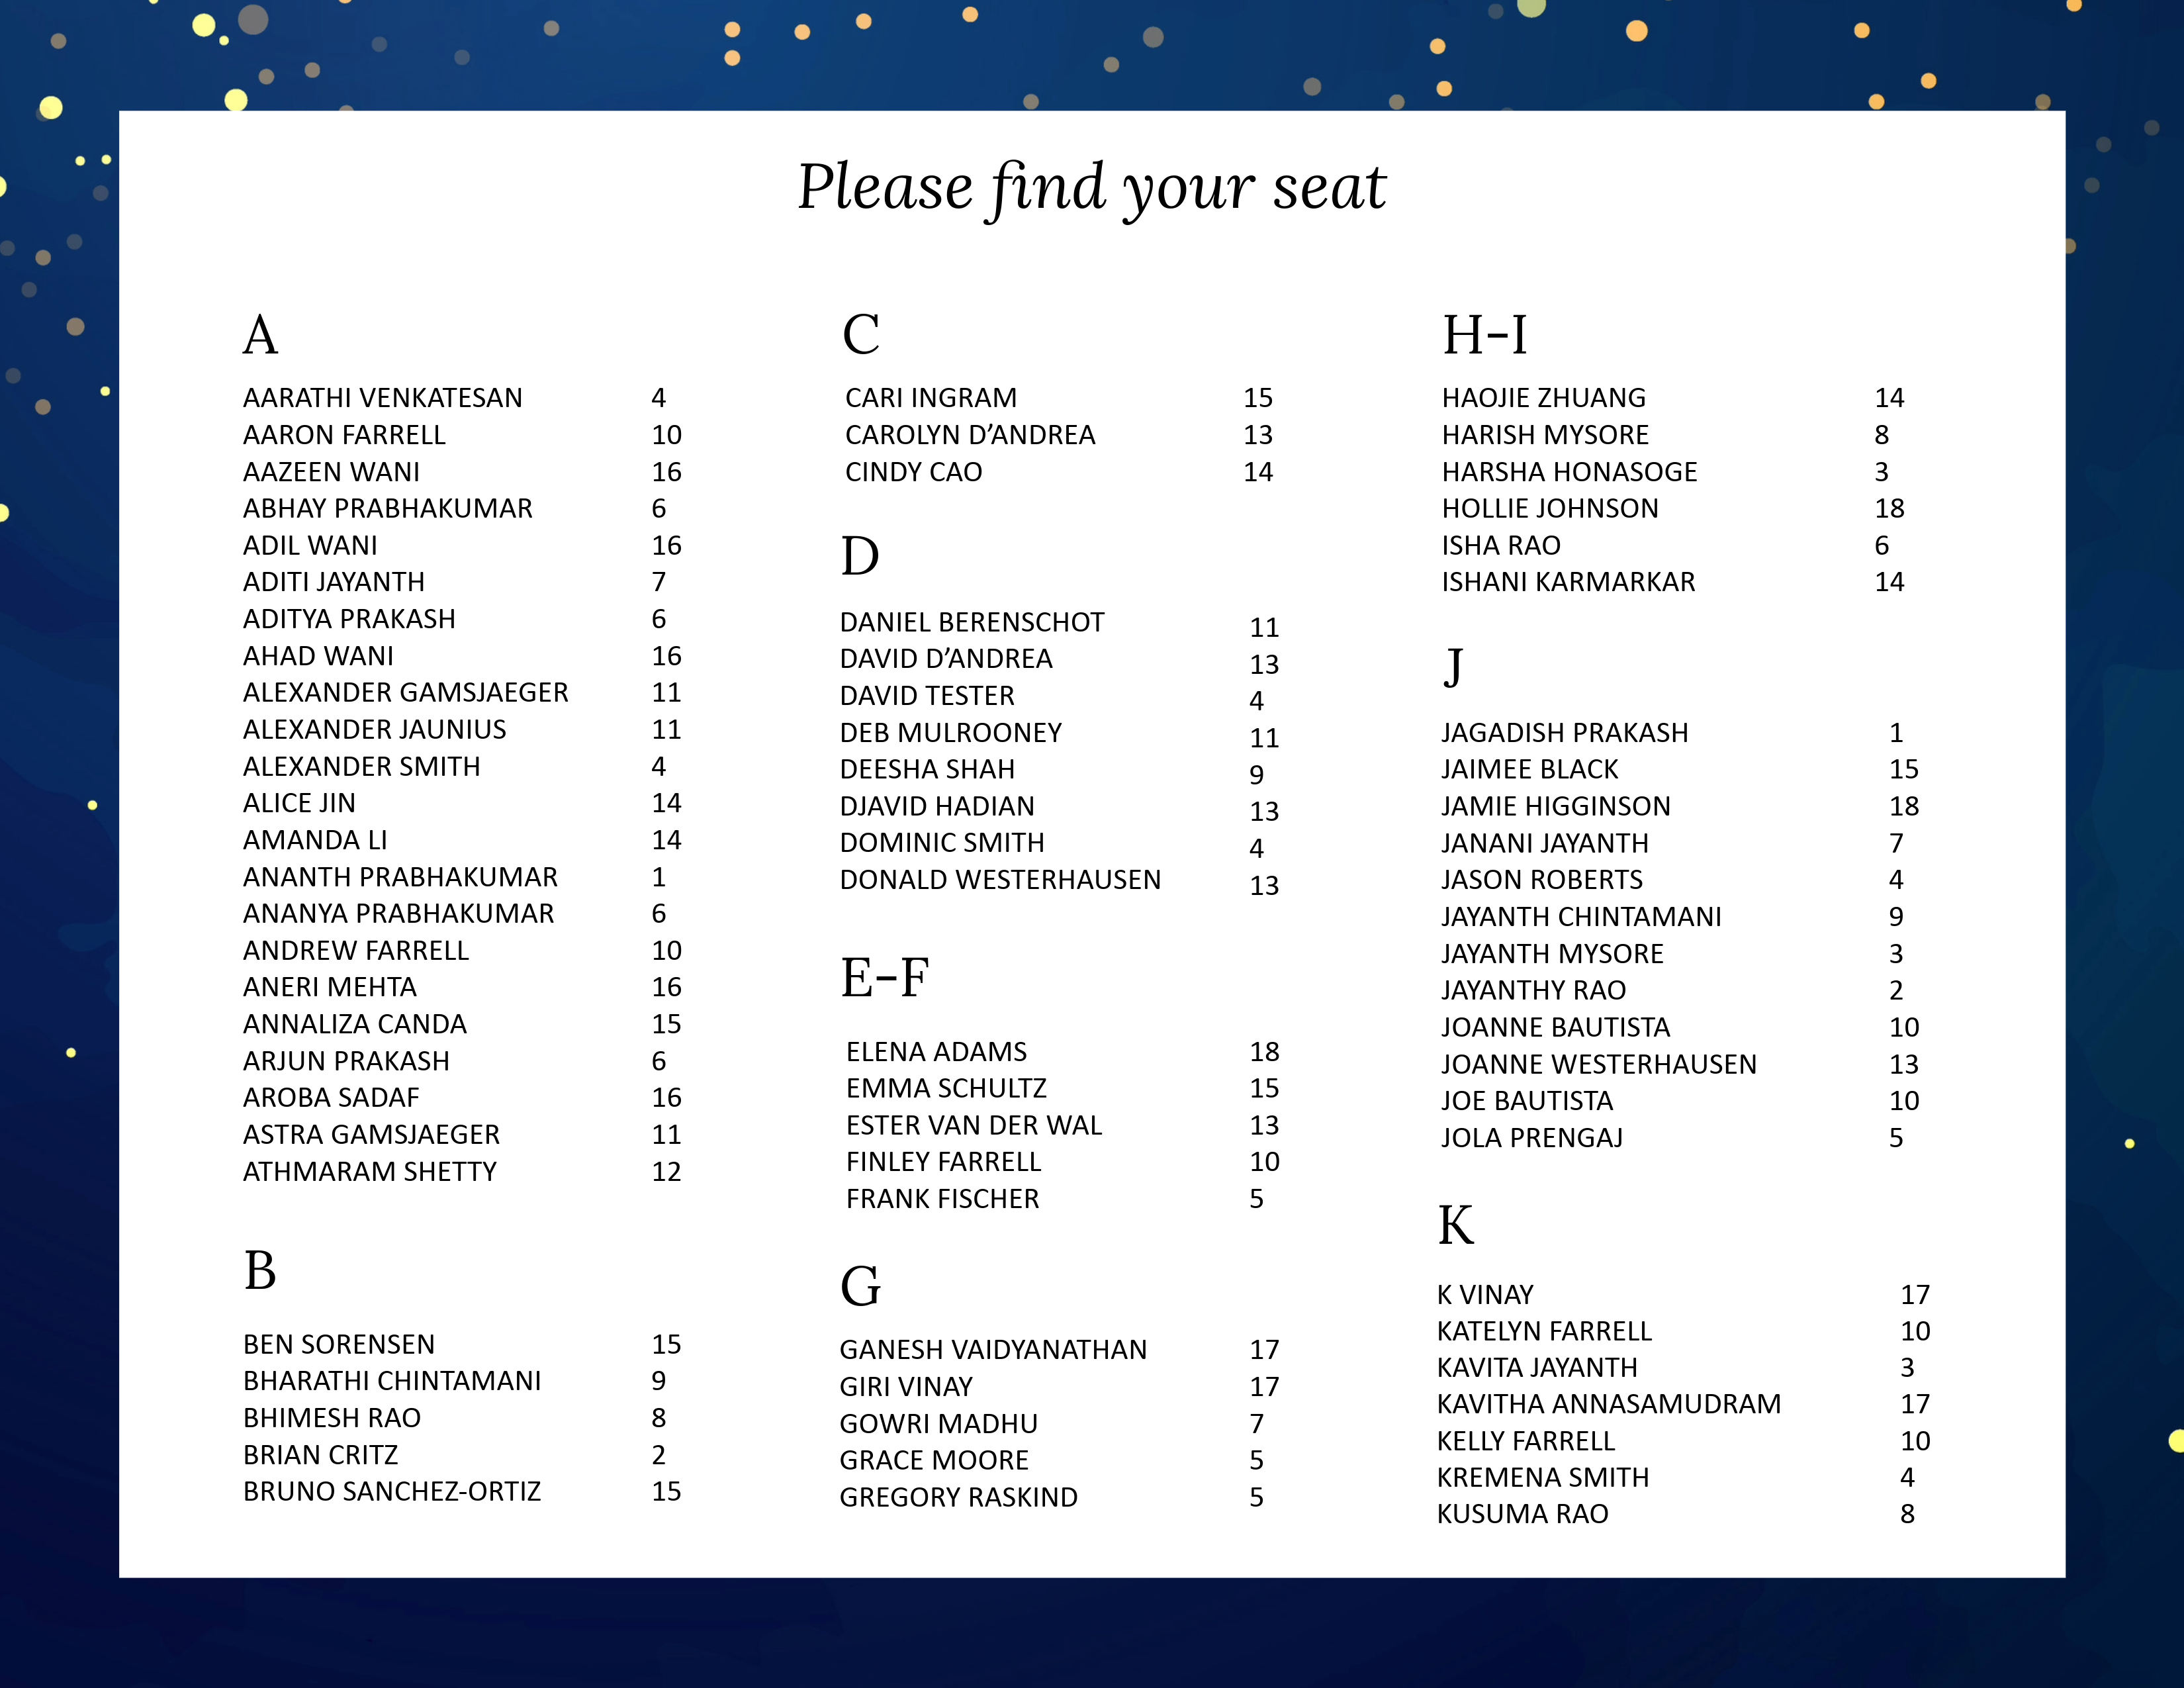 Please find your seat
A
AARATHI VENKATESAN 4
AARON FARRELL 10
AAZEEN WANI 16
ABHAY PRABHAKUMAR 6
ADIL WANI 16
ADITI JAYANTH 7
ADITYA PRAKASH 6
AHAD WANI 16
ALEXANDER GAMSJAEGER 11
ALEXANDER JAUNIUS 11
ALEXANDER SMITH 4
ALICE JIN 14
AMANDA LI 14
ANANTH PRABHAKUMAR 1
ANANYA PRABHAKUMAR 6
ANDREW FARRELL 10
ANERI MEHTA 16
ANNALIZA CANDA 15
ARJUN PRAKASH 6
AROBA SADAF 16
ASTRA GAMSJAEGER 11
ATHMARAM SHETTY 12
B
BEN SORENSEN 15
BHARATHI CHINTAMANI 9
BHIMESH RAO 8
BRIAN CRITZ 2
BRUNO SANCHEZ-ORTIZ 15
C
CARI INGRAM 15
CAROLYN D’ANDREA 13
CINDY CAO 14
D
DANIEL BERENSCHOT 11
DAVID D’ANDREA 13
DAVID TESTER 4
DEB MULROONEY 11
DEESHA SHAH 9
DJAVID HADIAN 13
DOMINIC SMITH 4
DONALD WESTERHAUSEN 13
E-F
ELENA ADAMS 18
EMMA SCHULTZ 15
ESTER VAN DER WAL 13
FINLEY FARRELL 10
FRANK FISCHER 5
G
GANESH VAIDYANATHAN 17
GIRI VINAY 17
GOWRI MADHU 7
GRACE MOORE 5
GREGORY RASKIND 5
H-I
HAOJIE ZHUANG 14
HARISH MYSORE 8
HARSHA HONASOGE 3
HOLLIE JOHNSON 18
ISHA RAO 6
ISHANI KARMARKAR 14
J
JAGADISH PRAKASH 1
JAIMEE BLACK 15
JAMIE HIGGINSON 18
JANANI JAYANTH 7
JASON ROBERTS 4
JAYANTH CHINTAMANI 9
JAYANTH MYSORE 3
JAYANTHY RAO 2
JOANNE BAUTISTA 10
JOANNE WESTERHAUSEN 13
JOE BAUTISTA 10
JOLA PRENGAJ 5
K
K VINAY 17
KATELYN FARRELL 10
KAVITA JAYANTH 3
KAVITHA ANNASAMUDRAM 17
KELLY FARRELL 10
KREMENA SMITH 4
KUSUMA RAO 8